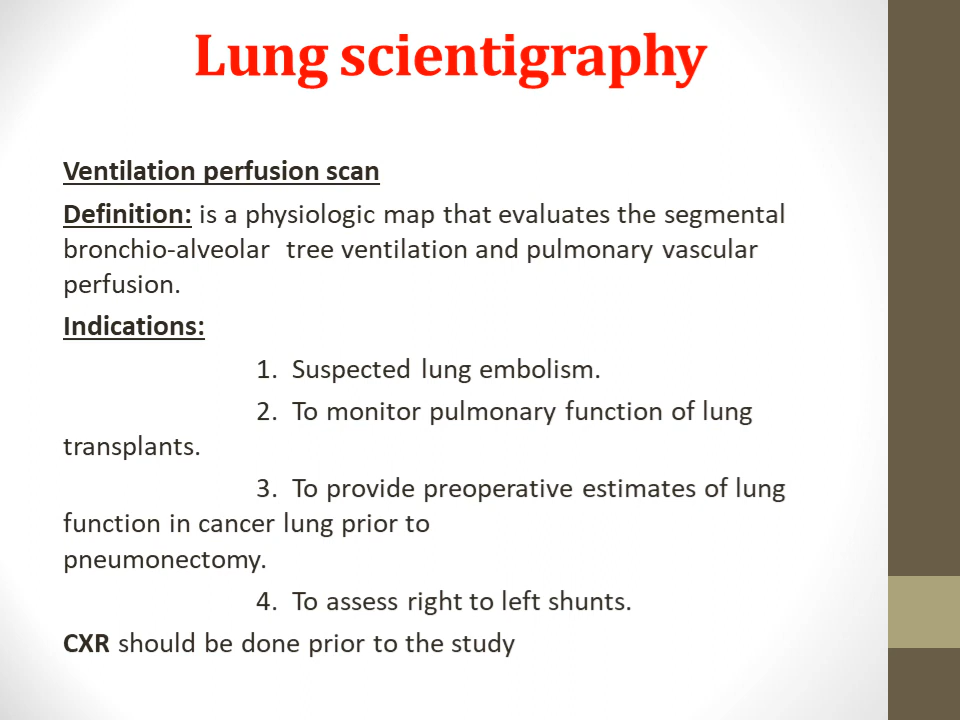 Lung scientigraphy
Ventilation perfusion scan
Definition: is a physiologic map that evaluates the segmental
bronchio-alveolar  tree ventilation and pulmonary vascular
perfusion.
Indications:
1. Suspected lung embolism.
2. To monitor pulmonary function of lung
transplants.
3. To provide preoperative estimates of lung
function in cancer lung prior to
pneumonectomy.
4. To assess right to left shunts.
CXR should be done prior to the study